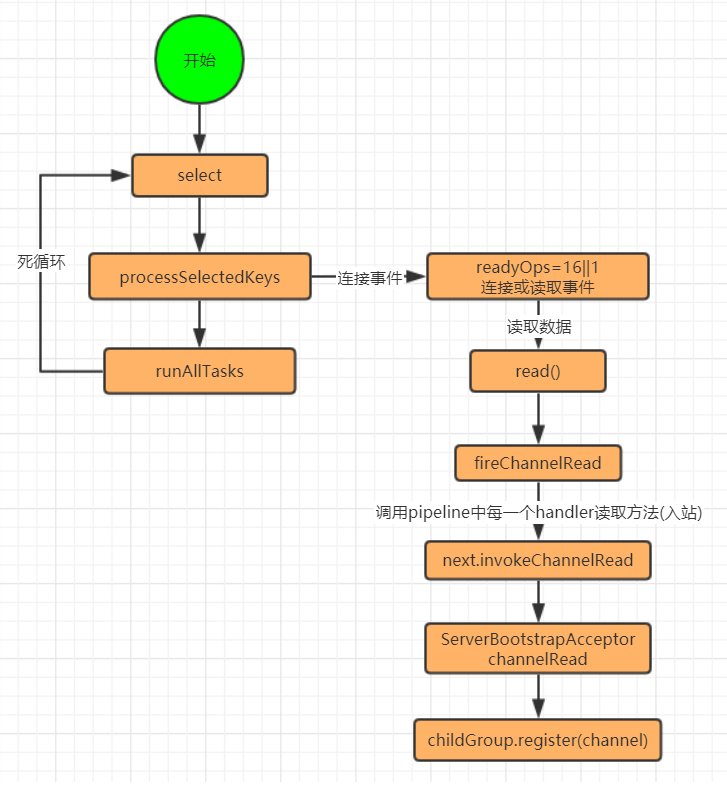 开始
select
死循环
processSelectedKeys
连接事件
readyOps=16||1
连接或读取事件
读取数据
runAllTasks
read()
fireChannelRead
调用pipeline中每一个handler读取方法(入站)
next.invokeChannelRead
ServerBootstrapAcceptor
channelRead
childGroup.register(channel)